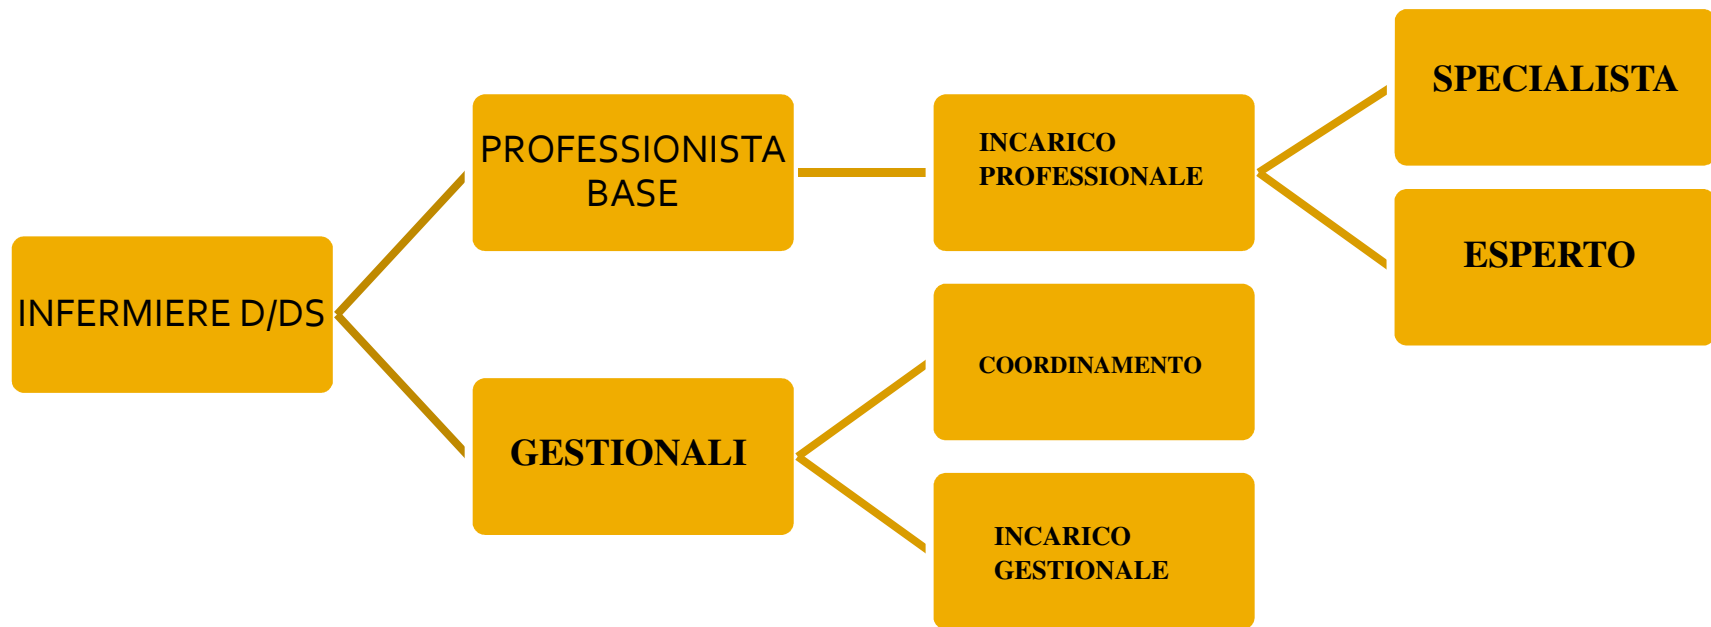 INFERMIERE D/DS
PROFESSIONISTA
BASE
GESTIONALI
INCARICO
PROFESSIONALE
COORDINAMENTO
INCARICO
GESTIONALE
SPECIALISTA
ESPERTO